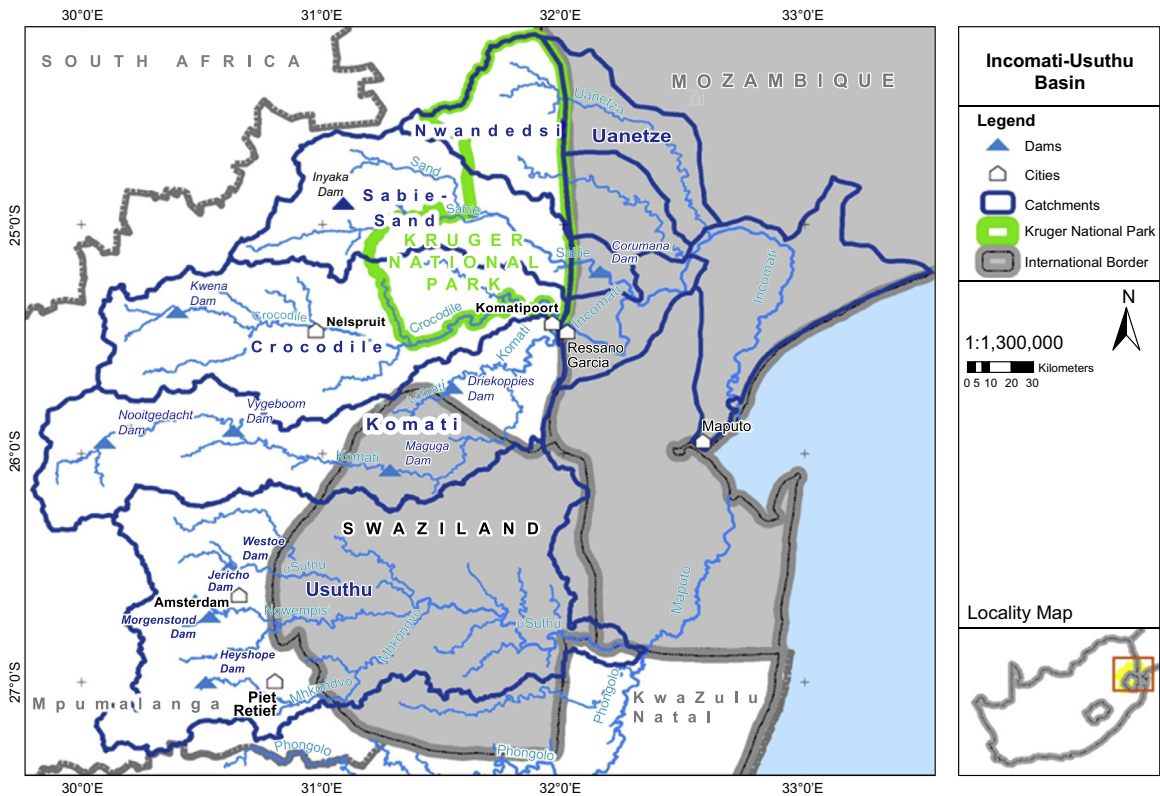 30°0'E
31°0'E
32°0'E
33°0'E
SOUTH AFRICA
MOZAMBIQUE
Uanetza
Nwandedsi
Uanetze
Sand
Inyaka
Dam
Sabie-
Sand
Sabie
25°0'S
KRUGER
NATIONAL
PARK
Sabie
Corumana
Dam
Incomati
Kwena
Dam
Crocodile
Nelspruit
Crocodile
Crocodile
Komatipoort
Incomati
Komati
Ressano
Garcia
Driekoppies
Dam
Lomati
Nooitgedacht
Dam
Vygeboom
Dam
Komati
Maguga
Dam
Komati
Maputo
26°0'S
SWAZILAND
Westoe
Dam
uSuthu
Jericho
Dam
Usuthu
Amsterdam
Ngwempisi
Morgenstond
Dam
Mhkondvo
uSuthu
Maputo
Heyshope
Dam
27°0'S
Mpumalanga
Piet
Retief
Mhkondvo
Phongolo
KwaZulu
Natal
Phongolo
Phongolo
30°0'E
31°0'E
32°0'E
33°0'E
Incomati-Usuthu
Basin
Legend
Dams
Cities
Catchments
Kruger National Park
International Border
N
1:1,300,000
Kilometers
0 5 10 20 30
Locality Map